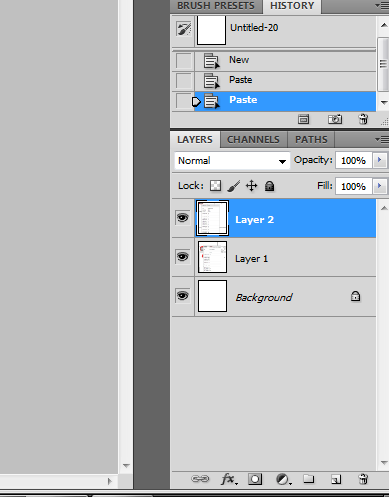 BRUSH PRESETS HISTORY
Untitled-20
New
Paste
Paste
LAYERS CHANNELS PATHS
Normal Opacity: 100%
Lock: Fill: 100%
Layer 2
Layer 1
Background
fx